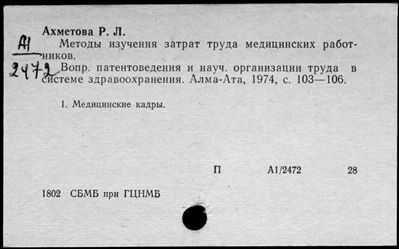 Ахметова Р. Л.
А1
Методы изучения затрат труда медицинских работ-
ников.
2472
Вопр. патентоведения и науч. организации труда в
системе здравоохранения. Алма-Ата, 1974, с. 103—106.
1. Медицинские кадры.
П А1/2472 28
1802 СБМБ при ГЦНМБ